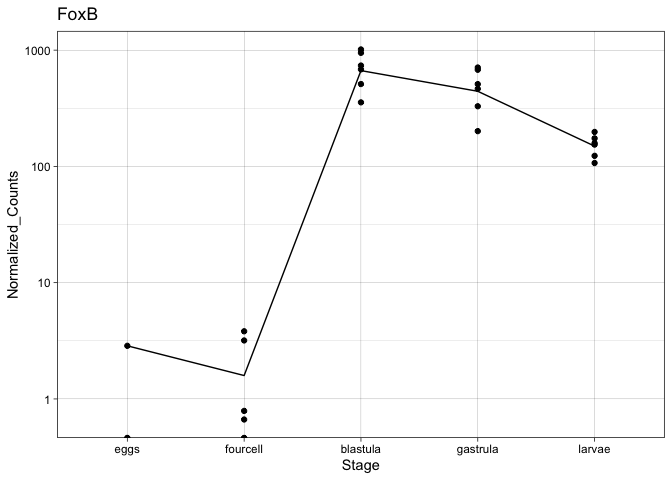 FoxB
1000
100
10
1
Normalized_Counts
eggs fourcell blastula gastrula larvae
Stage